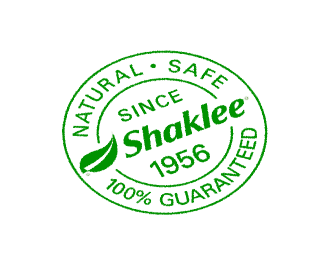 NATURAL • SAFE
SINCE
Shaklee®
1956
100% GUARANTEED